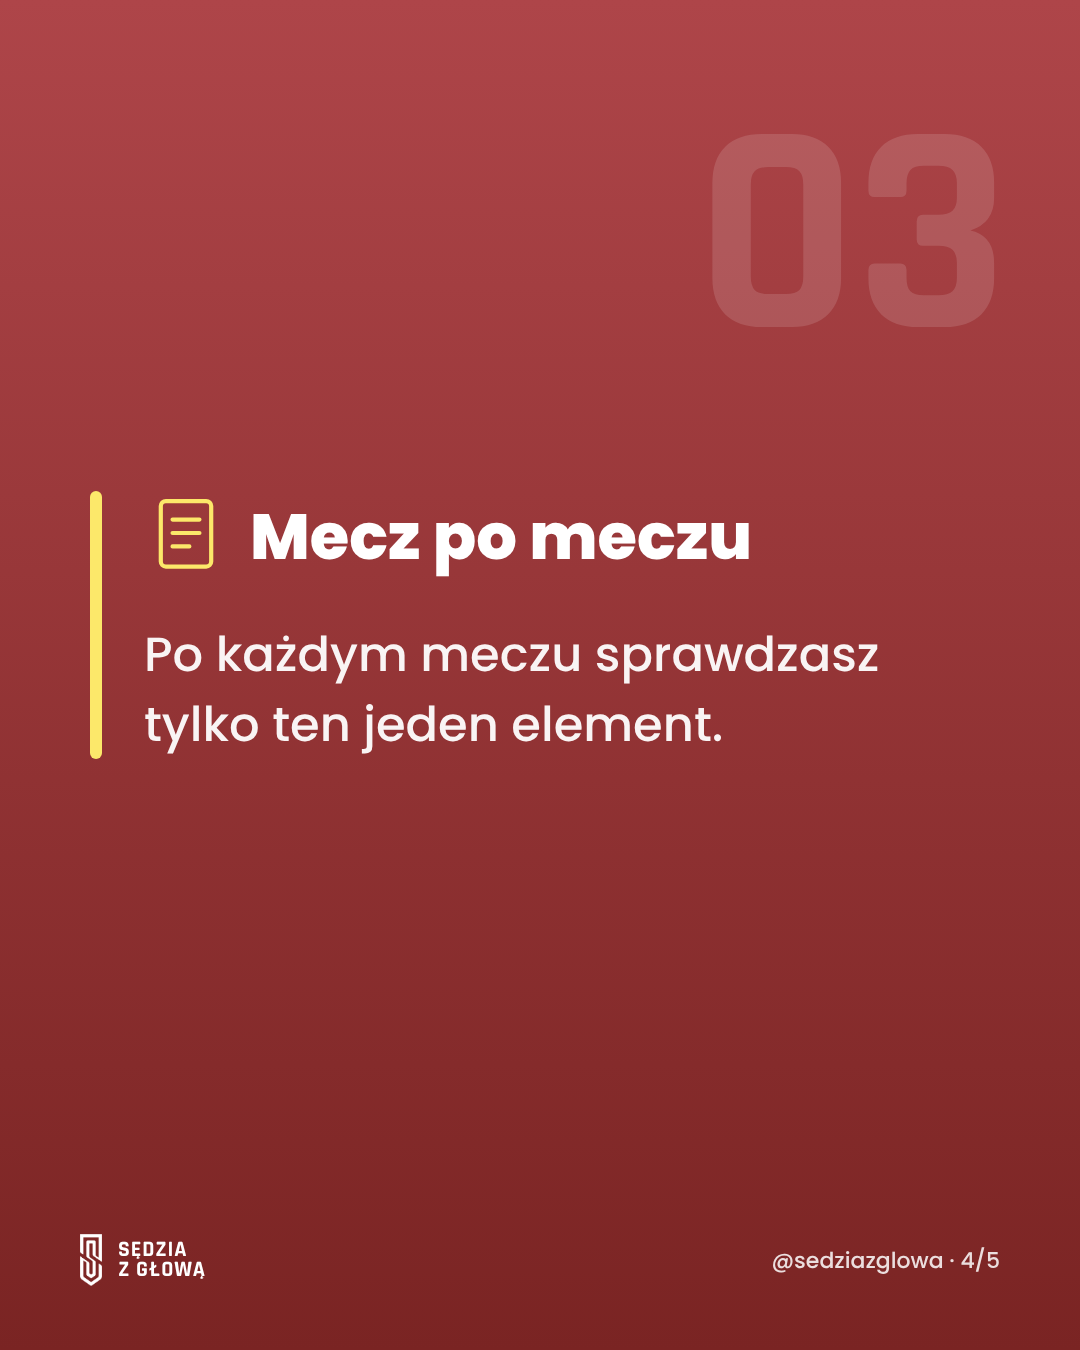 03
Mecz po meczu
Po każdym meczu sprawdzasz
tylko ten jeden element.
SĘDZIA
Z GŁOWĄ
@sedziazglowa · 4/5